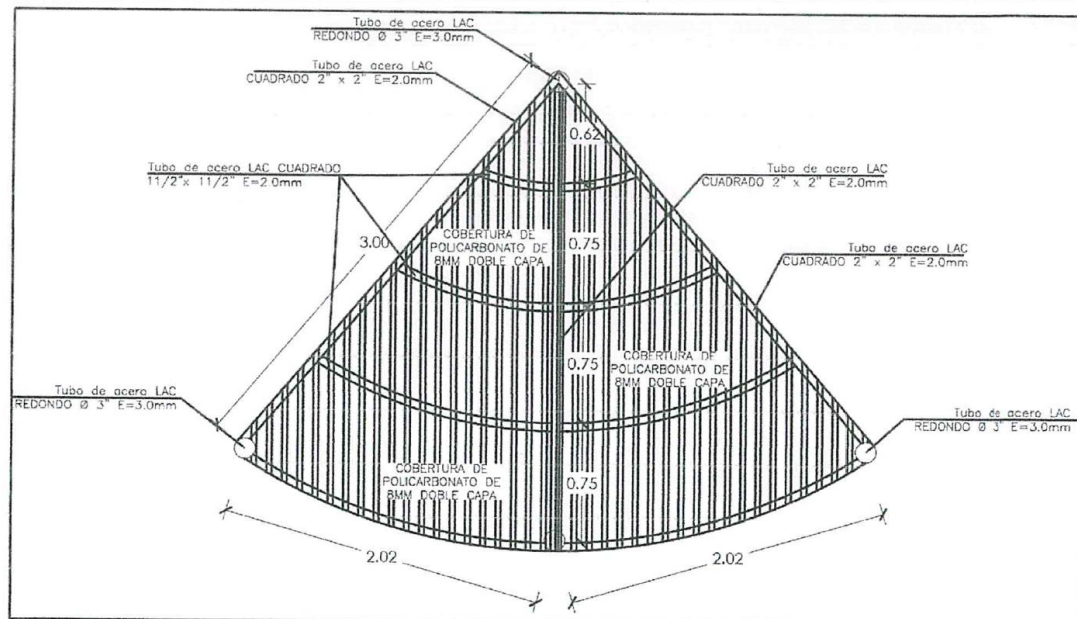 Tubo de acero LAC
REDONDO Ø 3" E=3.0mm
Tubo de acero LAC
CUADRADO 2" x 2" E=2.0mm
0.62
Tubo de acero LAC CUADRADO
11/2"x 11/2" E=2.0mm
Tubo de acero LAC
CUADRADO 2" x 2" E=2.0mm
3.00
COBERTURA DE
POLICARBONATO DE
8MM DOBLE CAPA
0.75
Tubo de acero LAC
CUADRADO 2" x 2" E=2.0mm
0.75
COBERTURA DE
POLICARBONATO DE
8MM DOBLE CAPA
Tubo de acero LAC
REDONDO Ø 3" E=3.0mm
Tubo de acero LAC
REDONDO Ø 3" E=3.0mm
COBERTURA DE
POLICARBONATO DE
8MM DOBLE CAPA
0.75
2.02
2.02